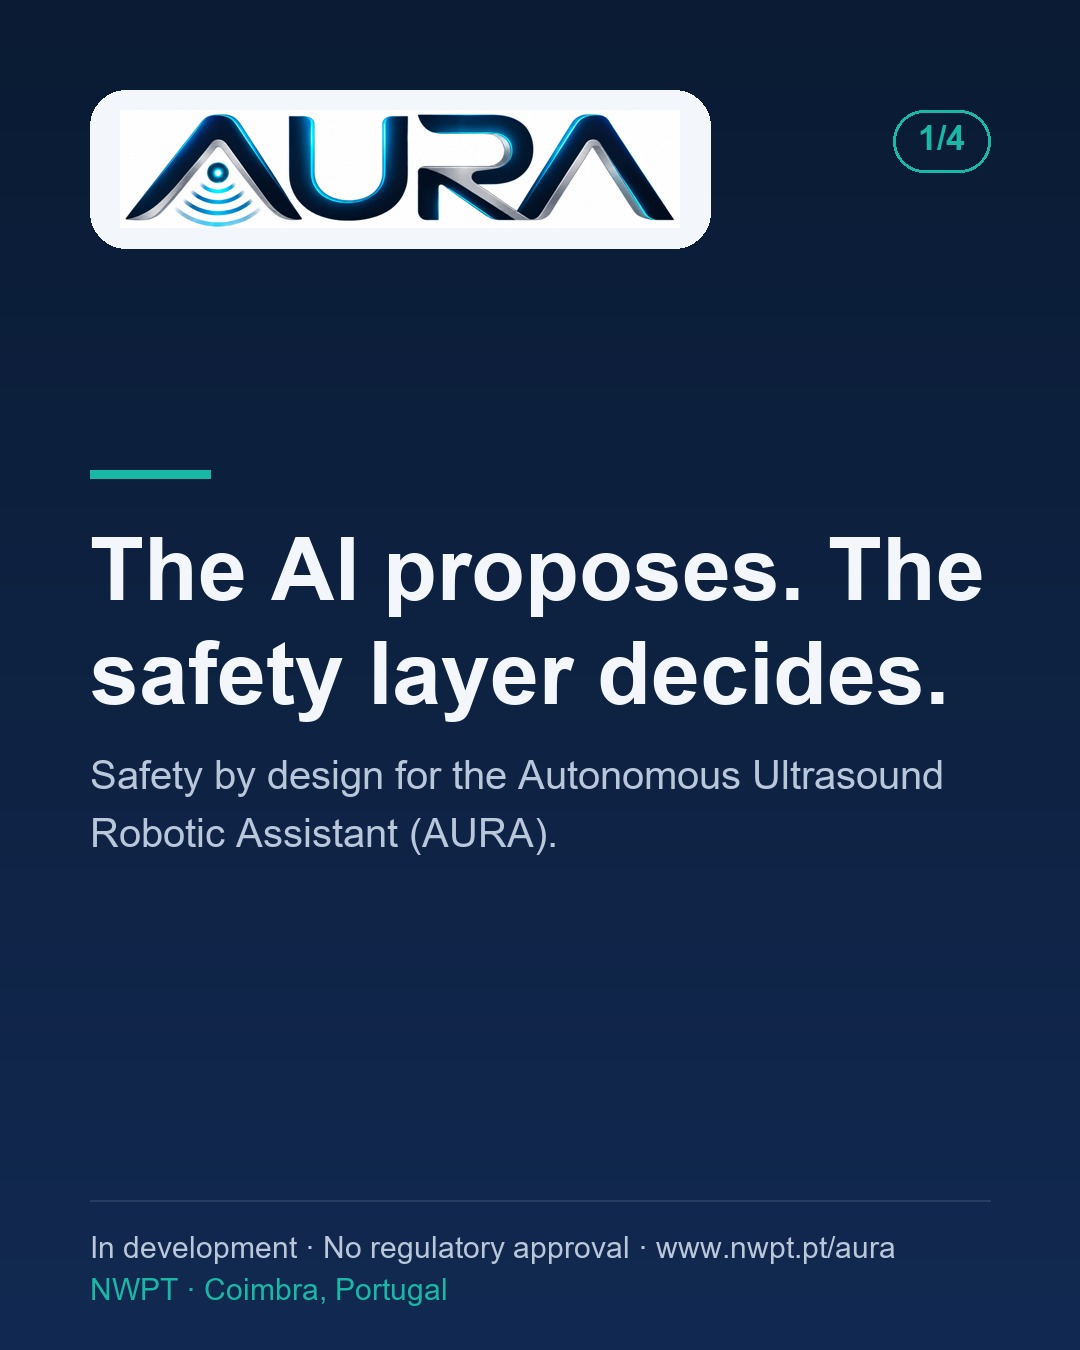 AURA
1/4
The AI proposes. The
safety layer decides.
Safety by design for the Autonomous Ultrasound
Robotic Assistant (AURA).
In development · No regulatory approval · www.nwpt.pt/aura
NWPT · Coimbra, Portugal